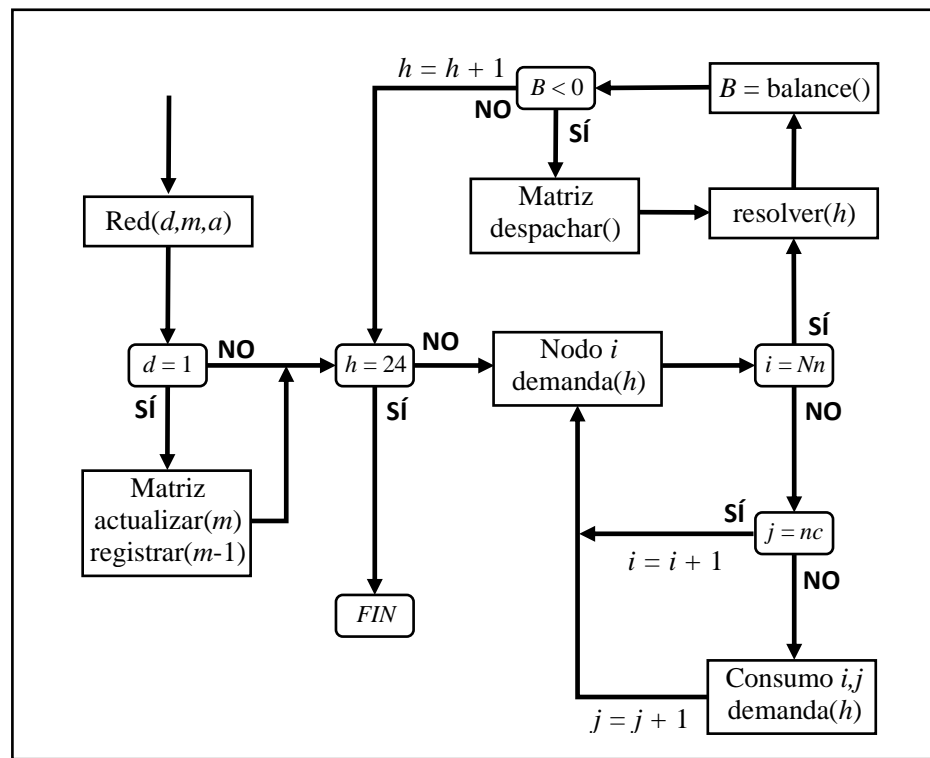 h = h + 1
B < 0
B = balance()
NO
SÍ
Matriz
despachar()
resolver(h)
Red(d,m,a)
SÍ
d = 1
NO
h = 24
NO
Nodo i
demanda(h)
i = Nn
SÍ
SÍ
NO
Matriz
actualizar(m)
registrar(m-1)
SÍ
j = nc
i = i + 1
NO
FIN
Consumo i,j
demanda(h)
j = j + 1